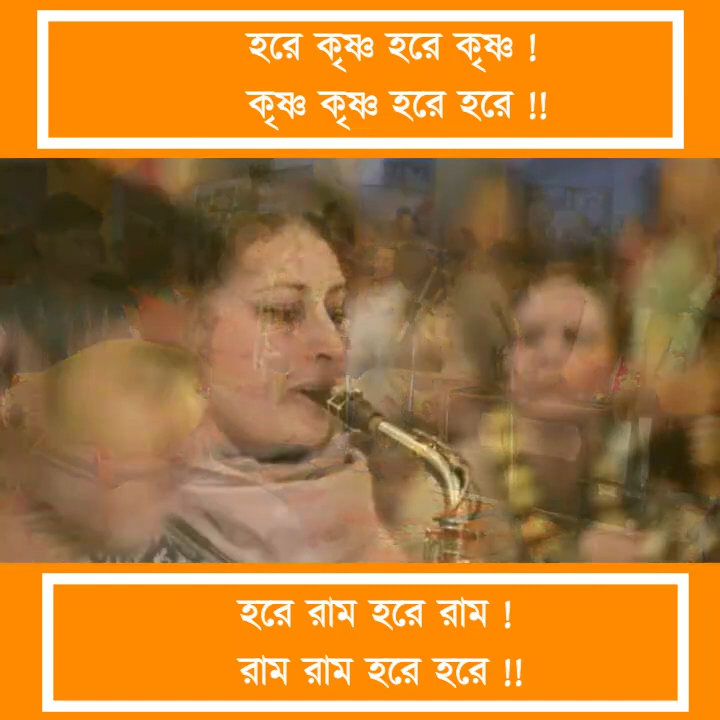 হরে কৃষ্ণ হরে কৃষ্ণ !
কৃষ্ণ কৃষ্ণ হরে হরে !!
হরে রাম হরে রাম !
রাম রাম হরে হরে !!